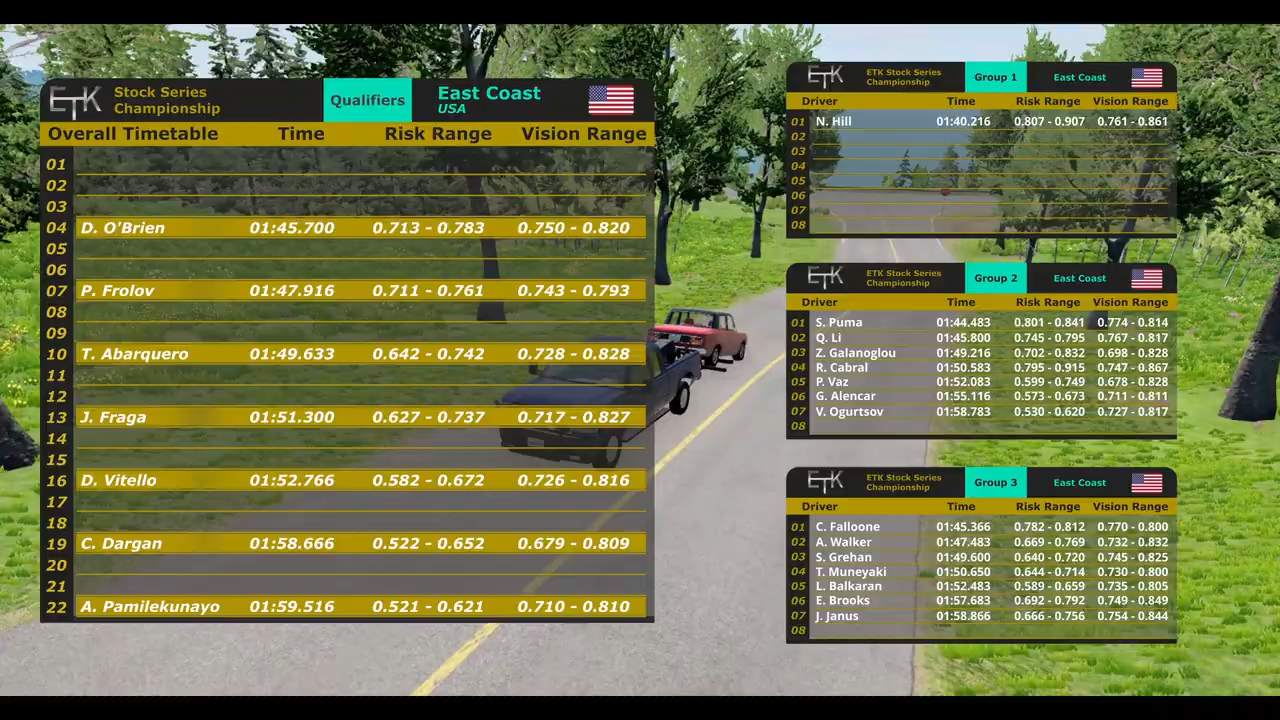 ETK Stock Series Championship Qualifiers East Coast USA
Overall Timetable Time Risk Range Vision Range
01
02
03
04 D. O'Brien 01:45.700 0.713 - 0.783 0.750 - 0.820
05
06
07 P. Frolov 01:47.916 0.711 - 0.761 0.743 - 0.793
08
09
10 T. Abarquero 01:49.633 0.642 - 0.742 0.728 - 0.828
11
12
13 J. Fraga 01:51.300 0.627 - 0.737 0.717 - 0.827
14
15
16 D. Vitello 01:52.766 0.582 - 0.672 0.726 - 0.816
17
18
19 C. Dargan 01:58.666 0.522 - 0.652 0.679 - 0.809
20
21
22 A. Pamilekunayo 01:59.516 0.521 - 0.621 0.710 - 0.810
ETK Stock Series Championship Group 1 East Coast
Driver Time Risk Range Vision Range
01 N. Hill 01:40.216 0.807 - 0.907 0.761 - 0.861
02
03
04
05
06
07
08
ETK Stock Series Championship Group 2 East Coast
Driver Time Risk Range Vision Range
01 S. Puma 01:44.483 0.801 - 0.841 0.774 - 0.814
02 Q. Li 01:45.800 0.745 - 0.795 0.767 - 0.817
03 Z. Galanoglou 01:49.216 0.702 - 0.832 0.698 - 0.828
04 R. Cabral 01:50.583 0.795 - 0.915 0.747 - 0.867
05 P. Vaz 01:52.083 0.599 - 0.749 0.678 - 0.828
06 G. Alencar 01:55.116 0.573 - 0.673 0.711 - 0.811
07 V. Ogurtsov 01:58.783 0.530 - 0.620 0.727 - 0.817
08
ETK Stock Series Championship Group 3 East Coast
Driver Time Risk Range Vision Range
01 C. Falloone 01:45.366 0.782 - 0.812 0.770 - 0.800
02 A. Walker 01:47.483 0.669 - 0.769 0.732 - 0.832
03 S. Grehan 01:49.600 0.640 - 0.720 0.745 - 0.825
04 T. Muneyaki 01:50.650 0.644 - 0.714 0.730 - 0.800
05 L. Balkaran 01:52.483 0.589 - 0.659 0.735 - 0.805
06 E. Brooks 01:57.683 0.692 - 0.792 0.749 - 0.849
07 J. Janus 01:58.866 0.666 - 0.756 0.754 - 0.844
08